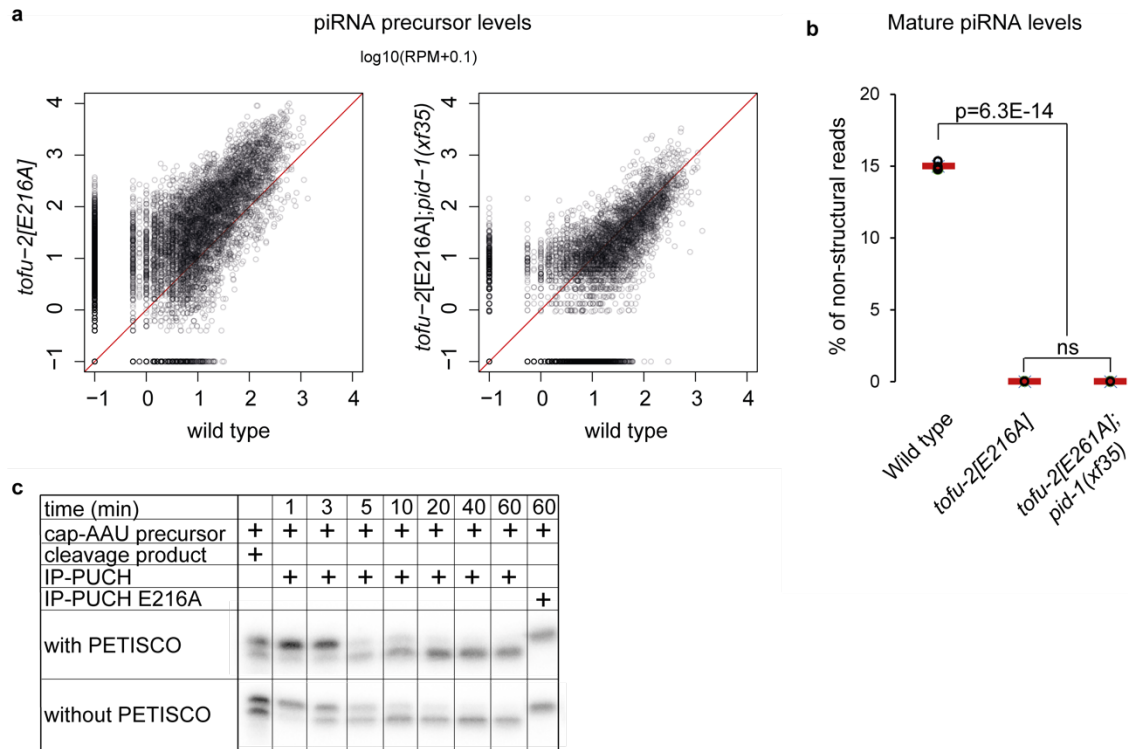 a
piRNA precursor levels
log10(RPM+0.1)
tofu-2[E216A]
4
3
2
1
0
−1
−1 0 1 2 3 4
wild type
tofu-2[E216A];pid-1(xf35)
4
3
2
1
0
−1
−1 0 1 2 3 4
wild type
b
Mature piRNA levels
% of non-structural reads
20
15
10
5
0
p=6.3E-14
ns
Wild type
tofu-2[E216A]
tofu-2[E261A];
pid-1(xf35)
c
time (min) 1 3 5 10 20 40 60 60
cap-AAU precursor + + + + + + + + +
cleavage product +
IP-PUCH + + + + + + +
IP-PUCH E216A +
with PETISCO
without PETISCO